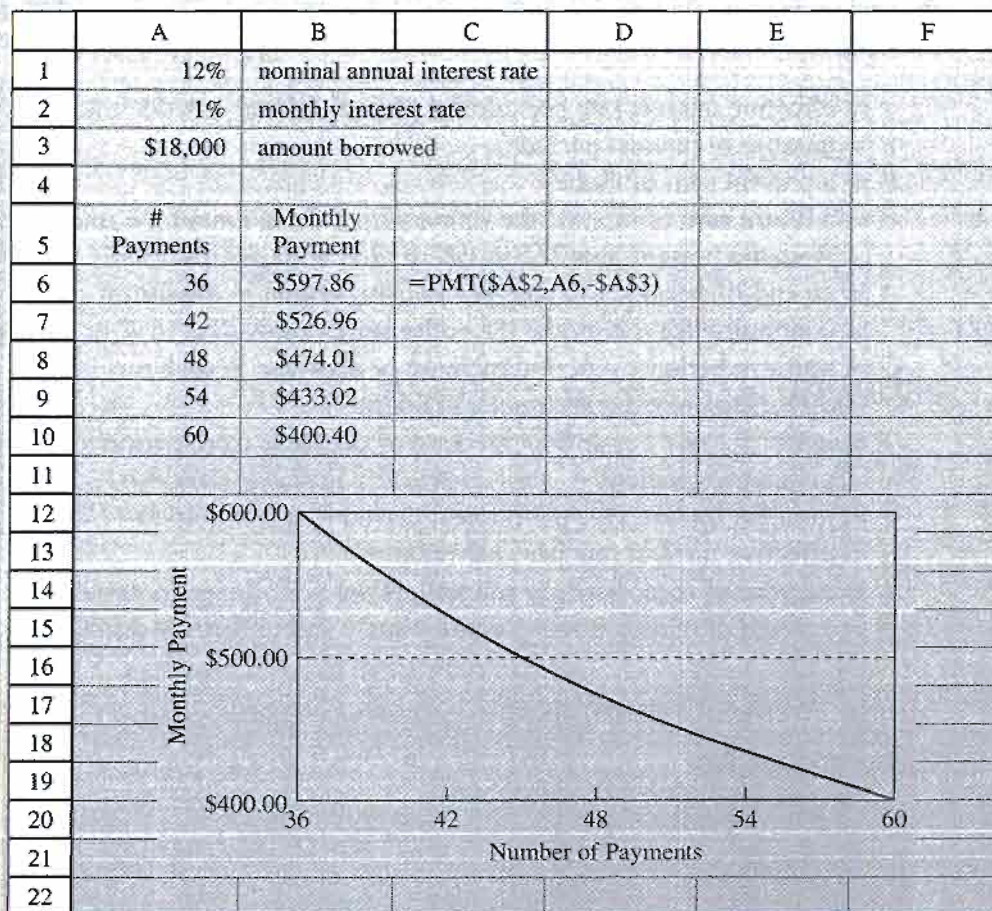 A B C D E F
1 12% nominal annual interest rate
2 1% monthly interest rate
3 $18,000 amount borrowed
4
# Monthly
5 Payments Payment
6 36 $597.86 =PMT($A$2,A6,-$A$3)
7 42 $526.96
8 48 $474.01
9 54 $433.02
10 60 $400.40
11
12 $600.00
13
14
15
16 $500.00
17
18
19
20
21
22
Monthly Payment
$400.00
36 42 48 54 60
Number of Payments